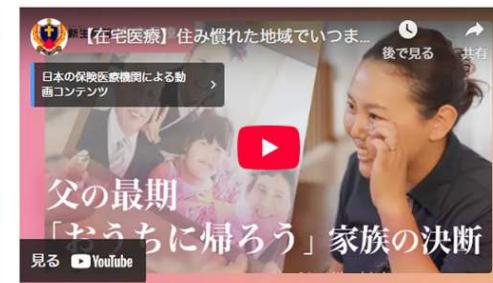 【在宅医療】住み慣れた地域でいつま...
後で見る
共有
日本の保険医療機関による動
画コンテンツ
父の最期
「おうちに帰ろう」家族の決断
見る YouTube